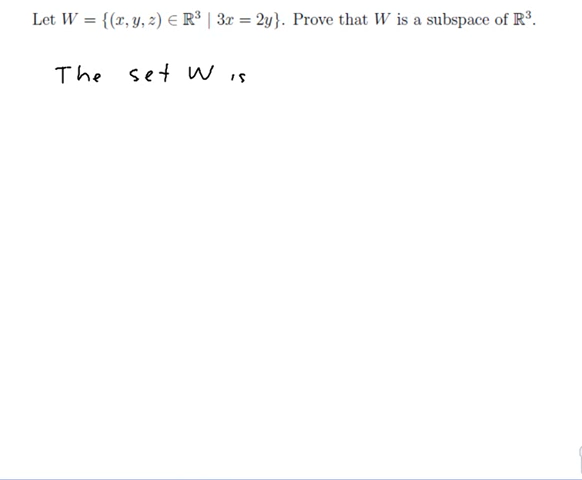 Let W = {(x, y, z) ∈ ℝ³ | 3x = 2y}. Prove that W is a subspace of ℝ³.
The set W is